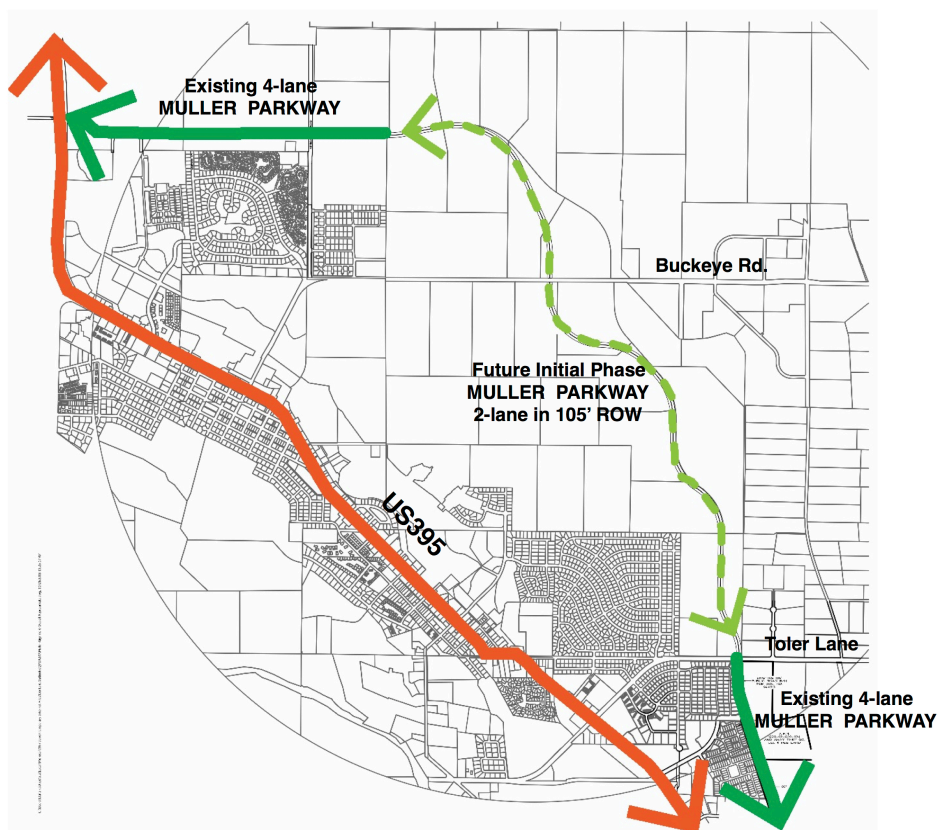 Existing 4-lane
MULLER PARKWAY
Buckeye Rd.
Future Initial Phase
MULLER PARKWAY
2-lane in 105' ROW
US395
Toler Lane
Existing 4-lane
MULLER PARKWAY